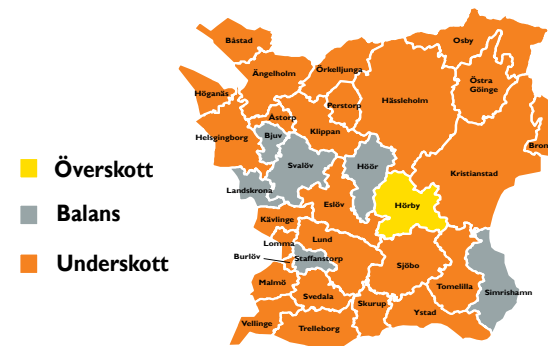 Båstad
Osby
Ängelholm
Örkelljunga
Östra
Göinge
Höganäs
Perstorp
Hässleholm
Åstorp
Helsingborg
Bjuv
Klippan
Bron
Svalöv
Höör
Kristianstad
Landskrona
Eslöv
Hörby
Kävlinge
Lomma
Lund
Burlöv
Staffanstorp
Sjöbo
Malmö
Svedala
Tomelilla
Simrishamn
Skurup
Ystad
Vellinge
Trelleborg
Överskott
Balans
Underskott